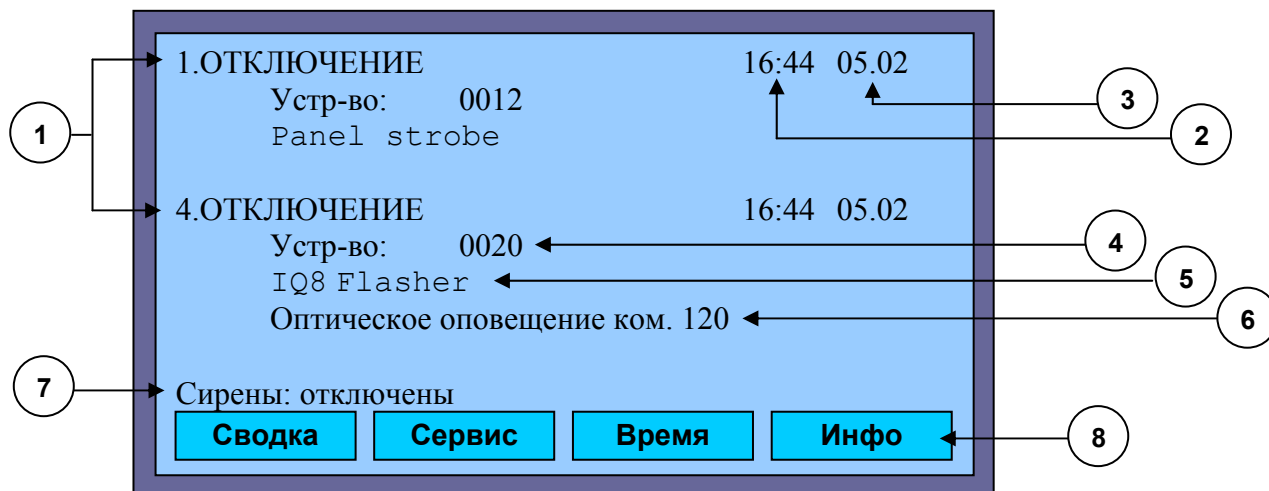 1.ОТКЛЮЧЕНИЕ 16:44 05.02
Устр-во: 0012
Panel strobe
4.ОТКЛЮЧЕНИЕ 16:44 05.02
Устр-во: 0020
IQ8 Flasher
Оптическое оповещение ком. 120
Сирены: отключены
Сводка Сервис Время Инфо
1
3
2
4
5
6
7
8